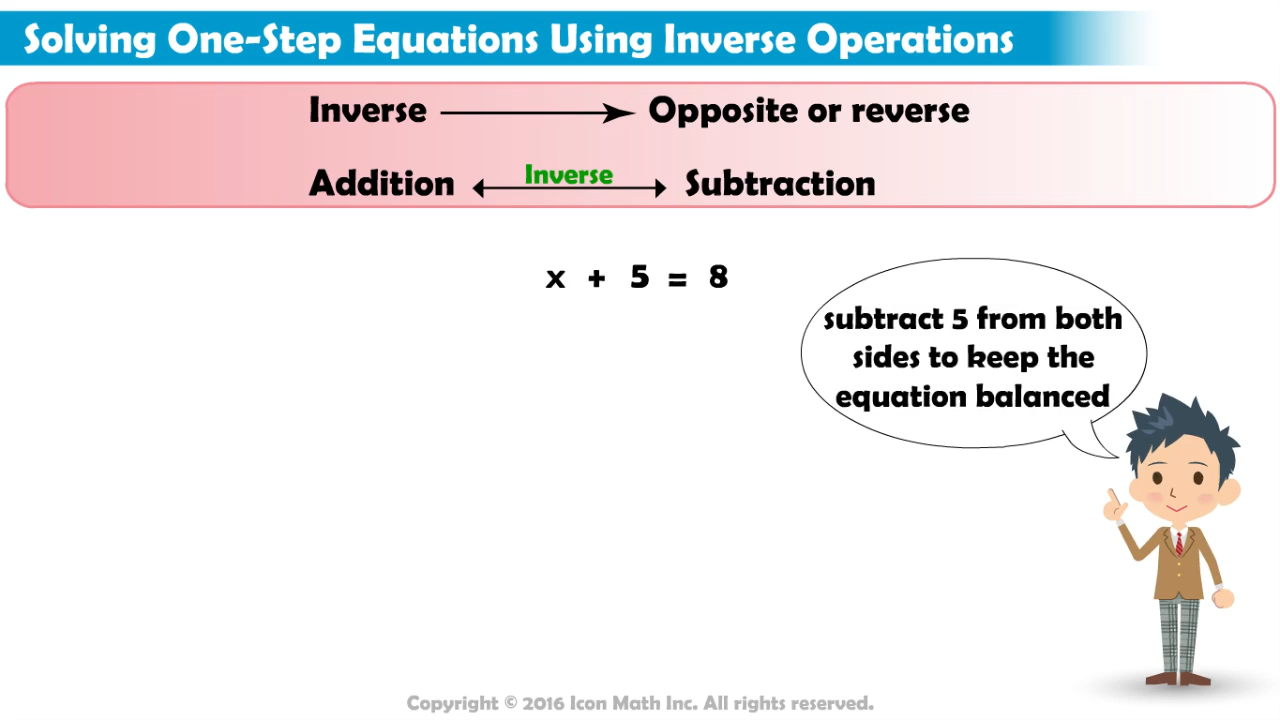 Solving One-Step Equations Using Inverse Operations
Inverse Opposite or reverse
Inverse
Addition Subtraction
x + 5 = 8
subtract 5 from both
sides to keep the
equation balanced
Copyright © 2016 Icon Math Inc. All rights reserved.